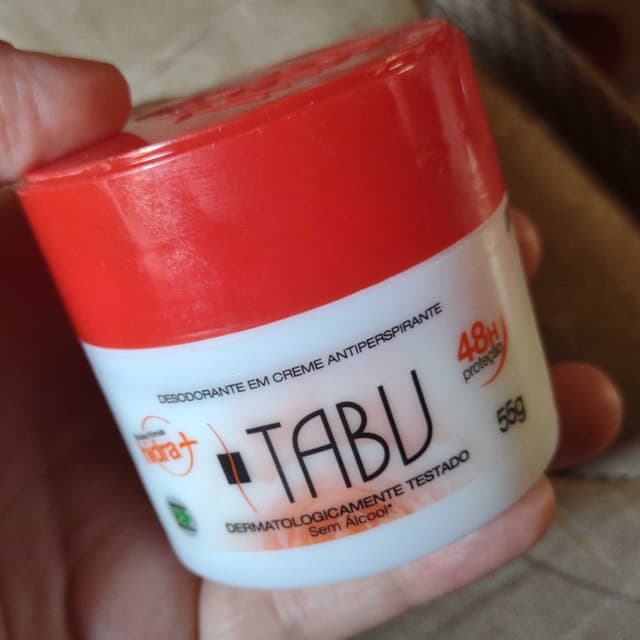 DESODORANTE EM CREME ANTIPERSPIRANTE
48H
proteção
hidra+
TABU
55g
DERMATOLOGICAMENTE TESTADO
Sem Álcool*